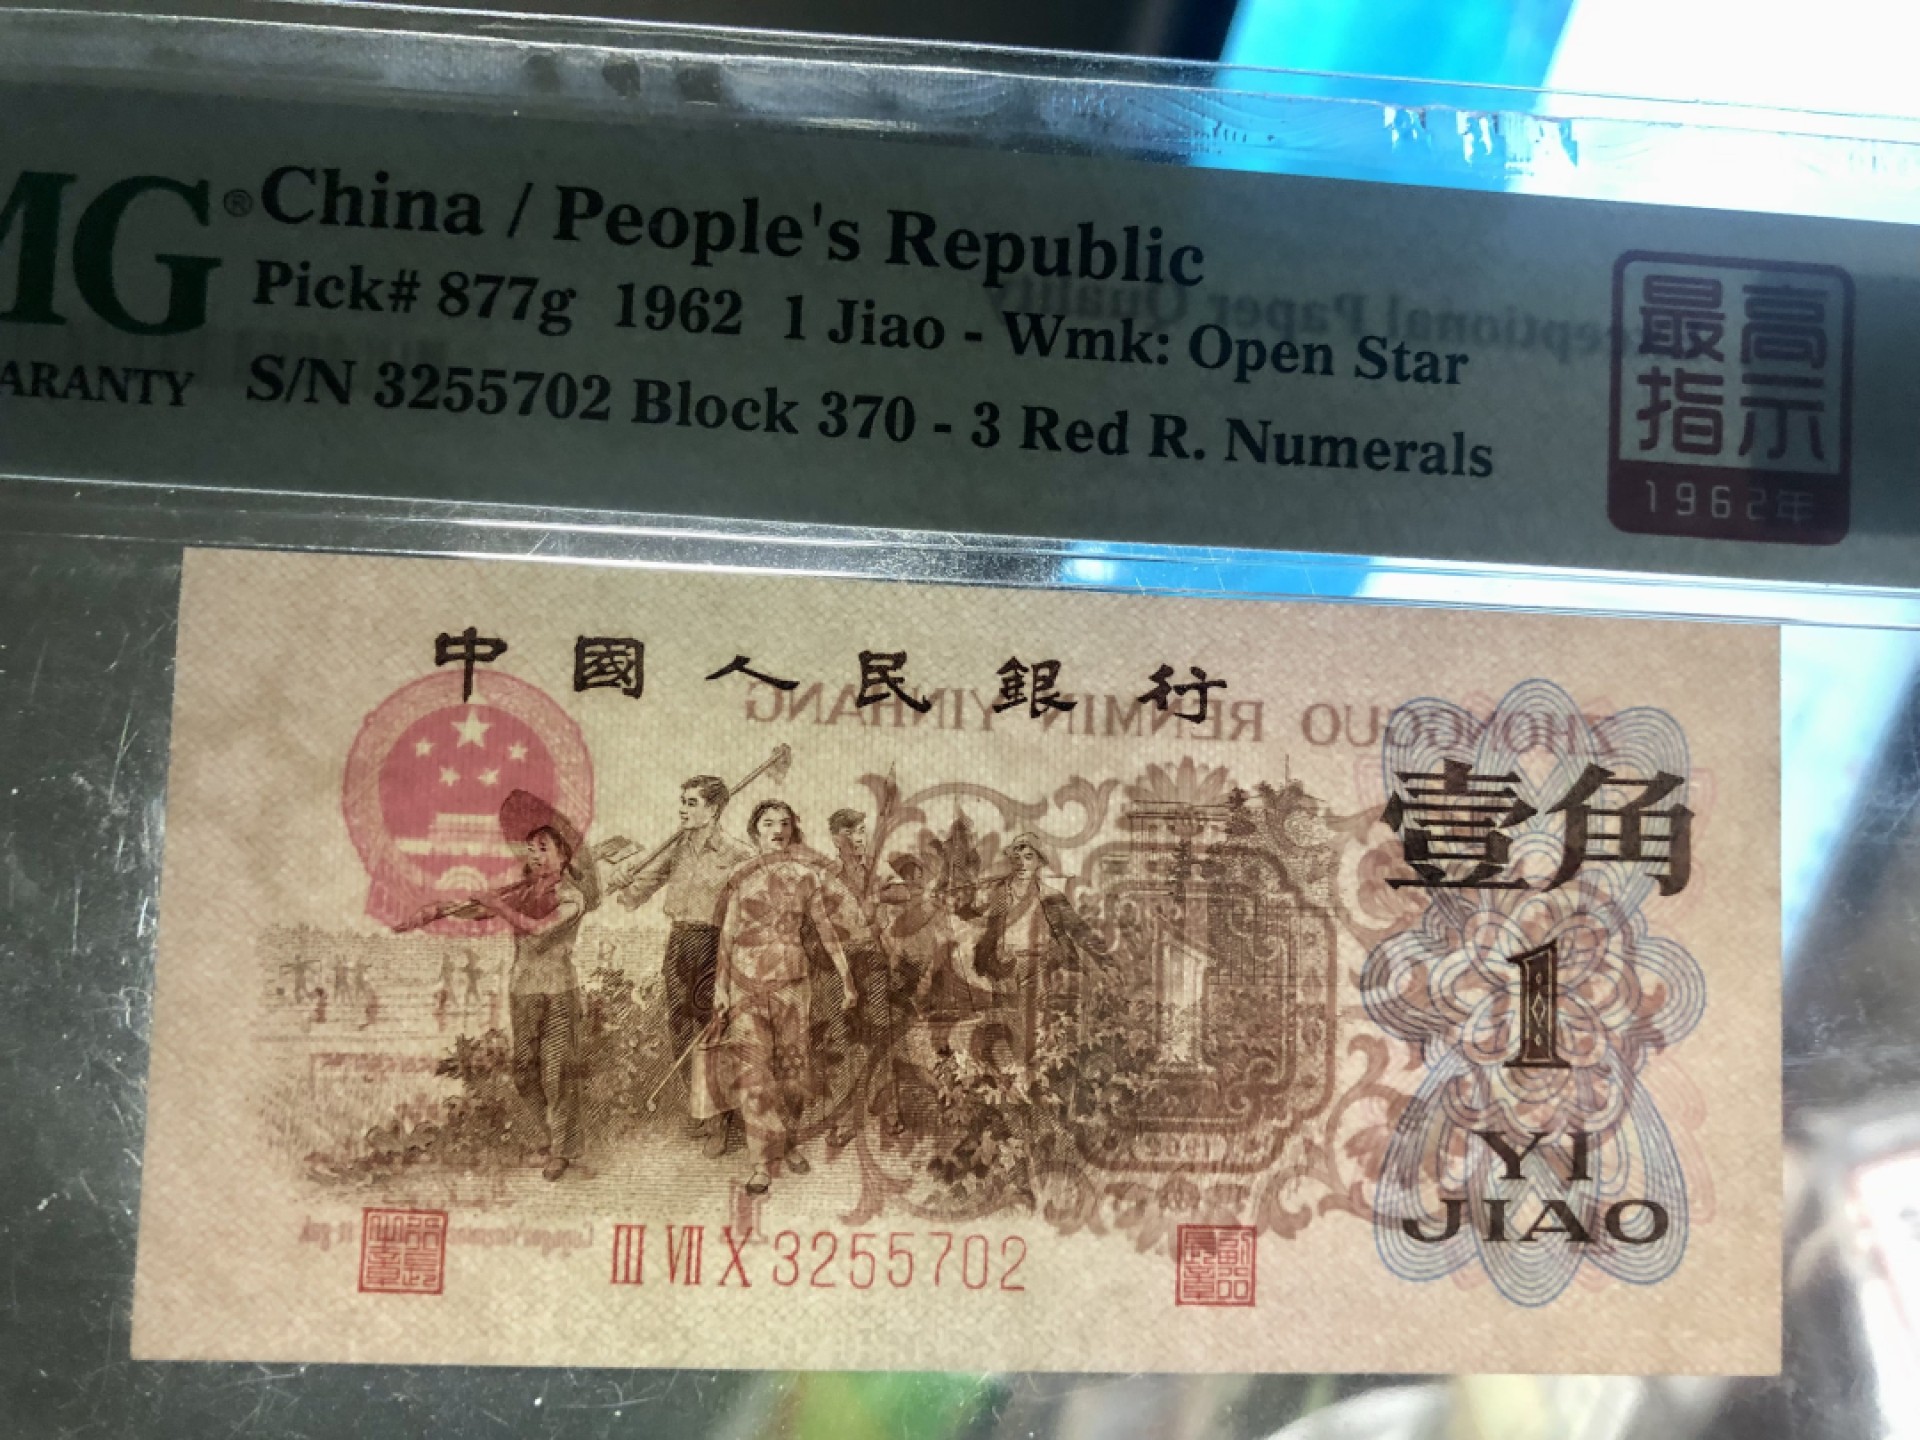 MG® China / People's Republic
Pick# 877g 1962 1 Jiao - Wmk: Open Star
ARANTY S/N 3255702 Block 370 - 3 Red R. Numerals
最高
指示
1962年
中國人民銀行
ZHONGGUO RENMIN YINHANG
壹角
1
YI
JIAO
III VII X 3255702